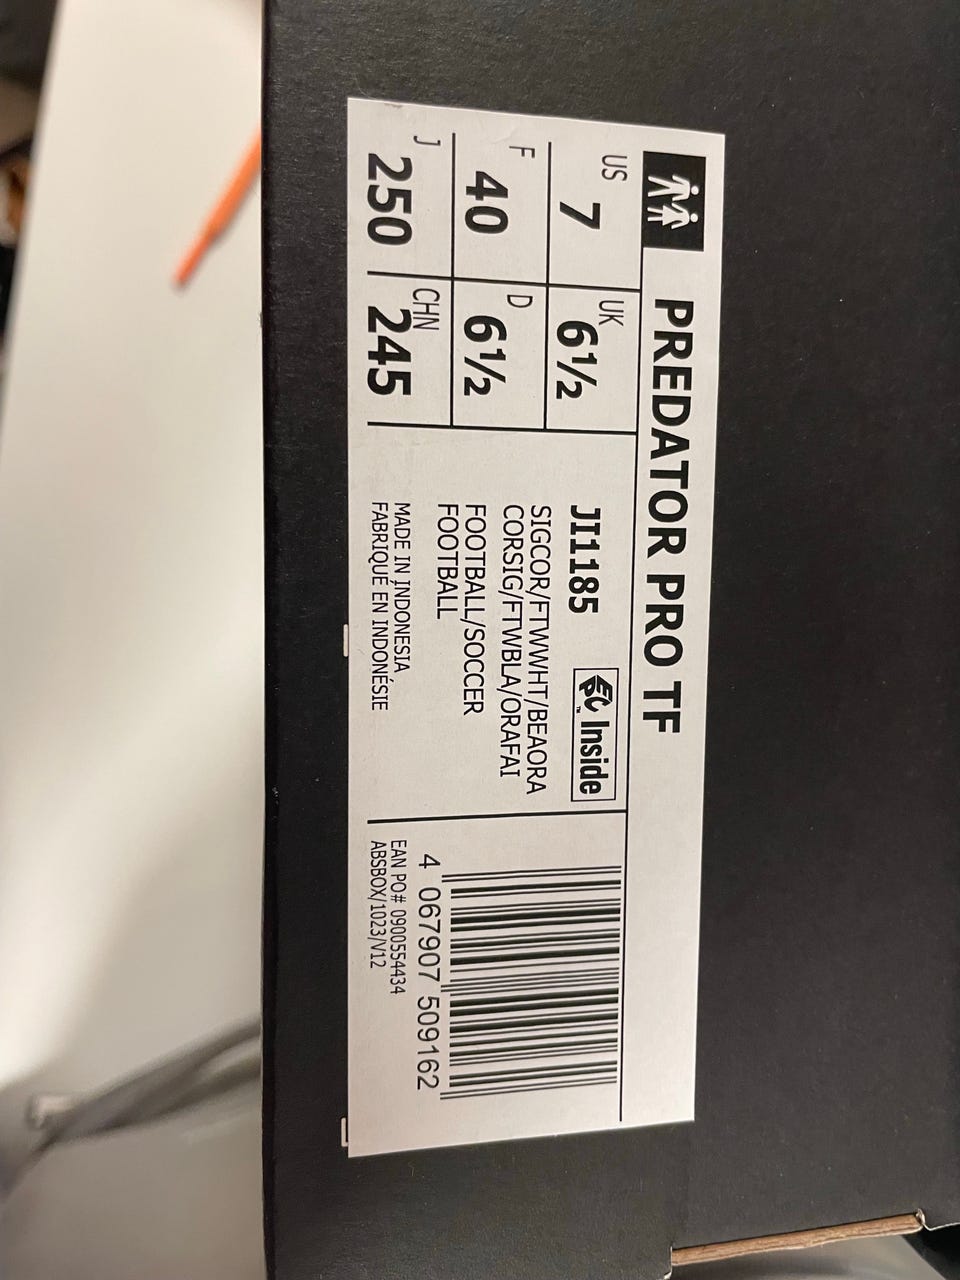 PREDATOR PRO TF
US 7
UK 6½
F 40
D 6½
J 250
CHN 245
JI1185
EPC Inside
™
SIGCOR/FTWWHT/BEAORA
CORSIG/FTWBLA/ORAFAI
FOOTBALL/SOCCER
FOOTBALL
MADE IN INDONESIA
FABRIQUÉ EN INDONÉSIE
4 067907 509162
EAN PO# 0900554434
ABSBOX/1023/V12